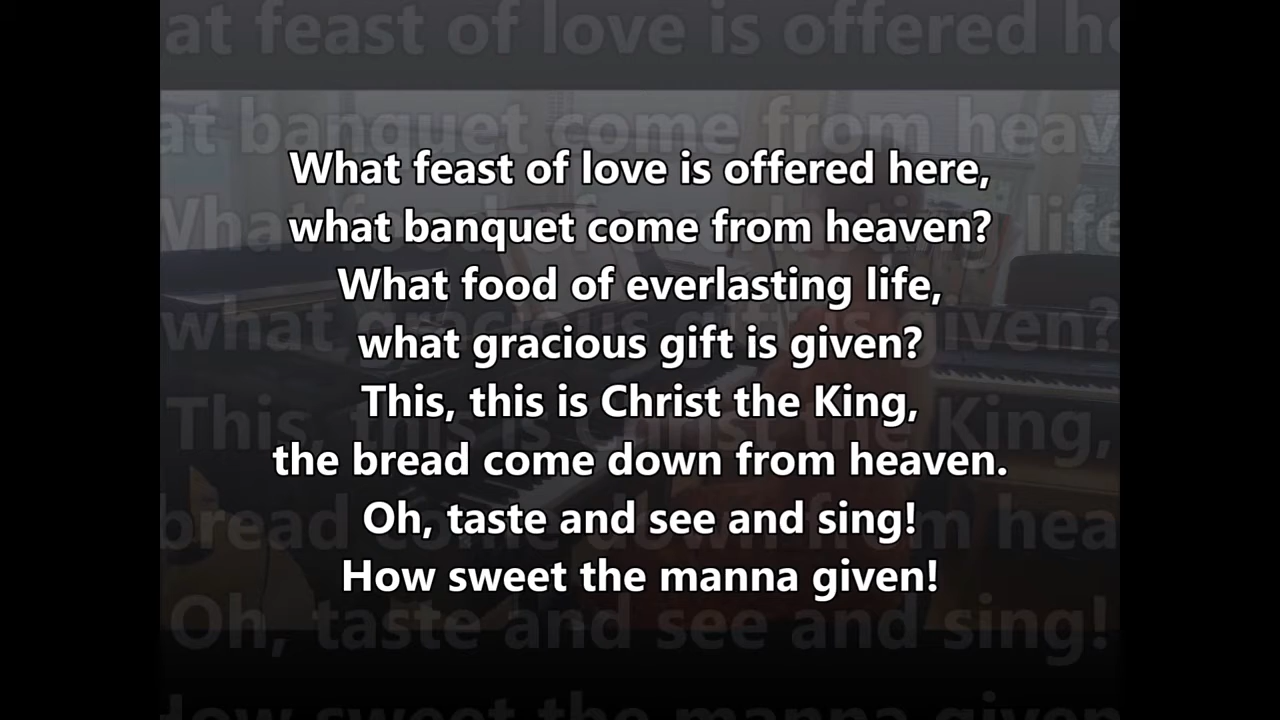 What feast of love is offered here,
what banquet come from heaven?
What food of everlasting life,
what gracious gift is given?
This, this is Christ the King,
the bread come down from heaven.
Oh, taste and see and sing!
How sweet the manna given!